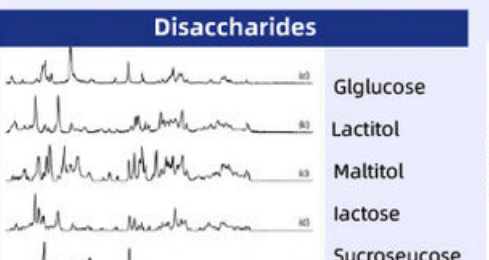 Disaccharides
Glglucose
Lactitol
Maltitol
lactose
Sucroseucose